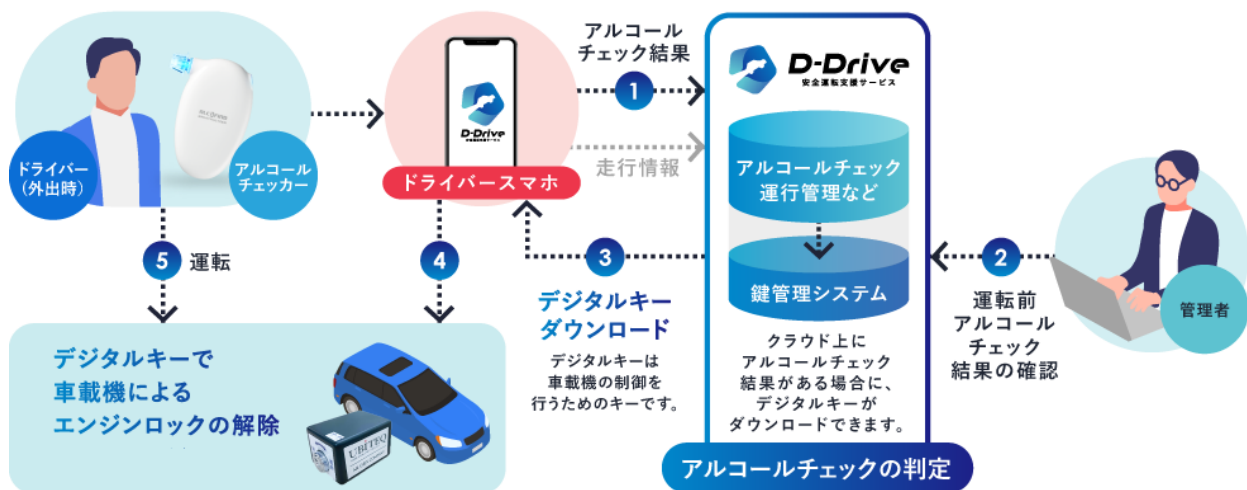 ドライバー
（外出時）
アルコール
チェッカー
D-Drive
安全運転支援サービス
ドライバースマホ
アルコール
チェック結果
1
走行情報
D-Drive
安全運転支援サービス
アルコールチェック
運行管理など
鍵管理システム
クラウド上に
アルコールチェック
結果がある場合に、
デジタルキーが
ダウンロードできます。
アルコールチェックの判定
2
運転前
アルコール
チェック
結果の確認
管理者
3
デジタルキー
ダウンロード
デジタルキーは
車載機の制御を
行うためのキーです。
4
5
運転
デジタルキーで
車載機による
エンジンロックの解除
UBITEQ